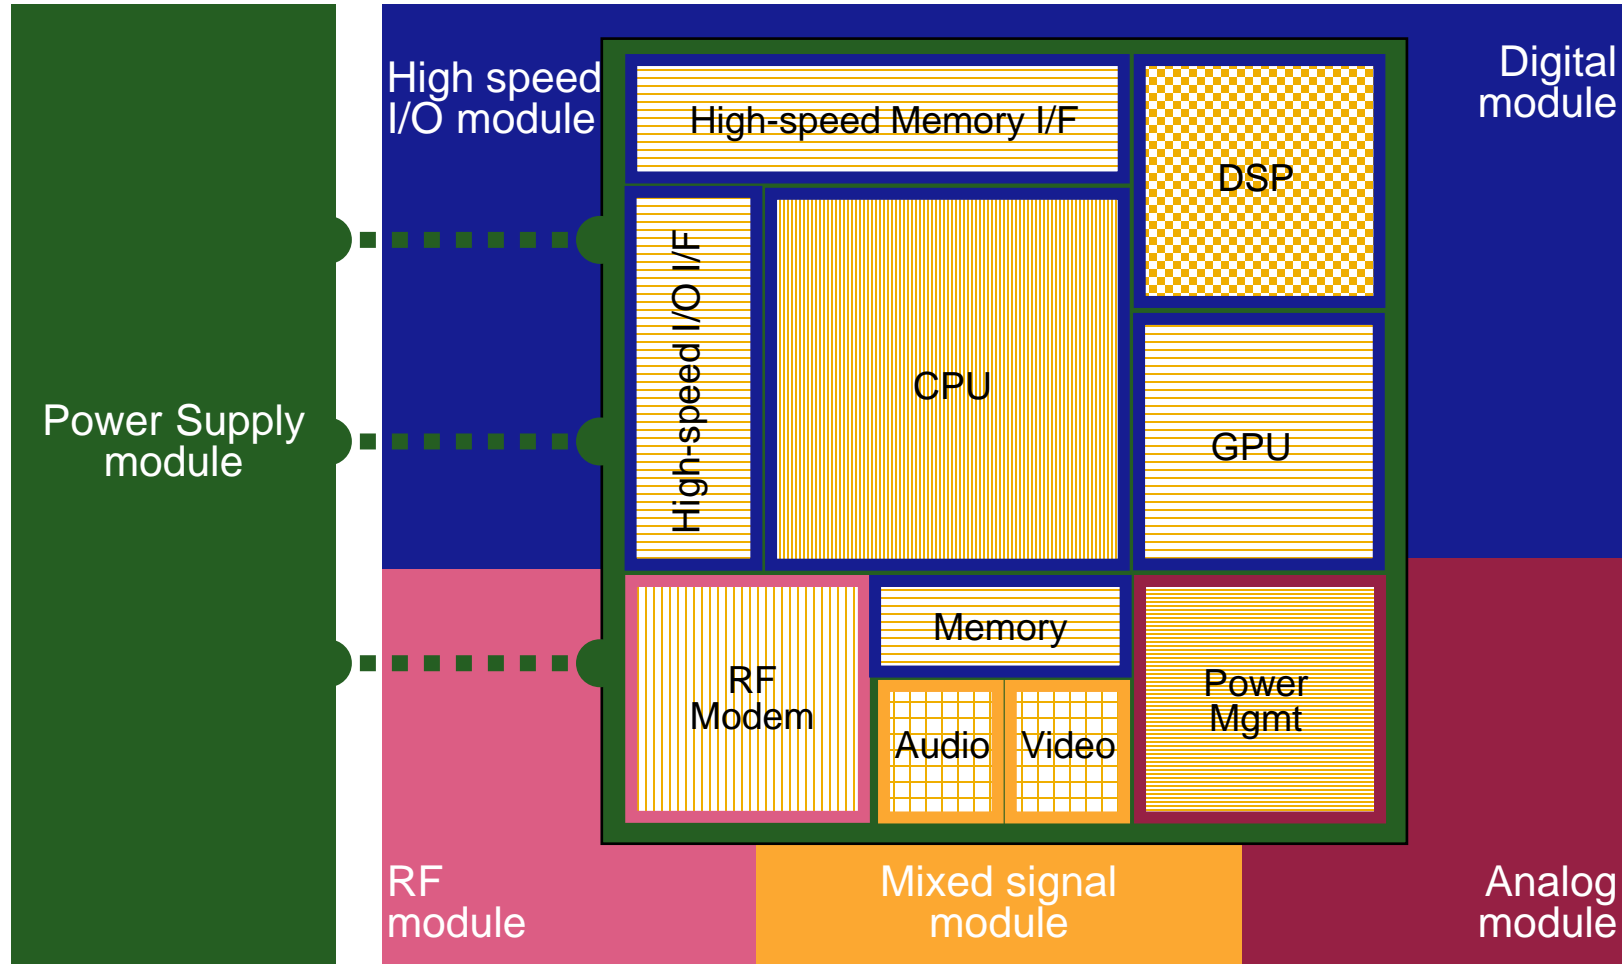 High speed
I/O module
Digital
module
High-speed Memory I/F
DSP
High-speed I/O I/F
CPU
GPU
Power Supply
module
Memory
RF
Modem
Power
Mgmt
Audio
Video
RF
module
Mixed signal
module
Analog
module